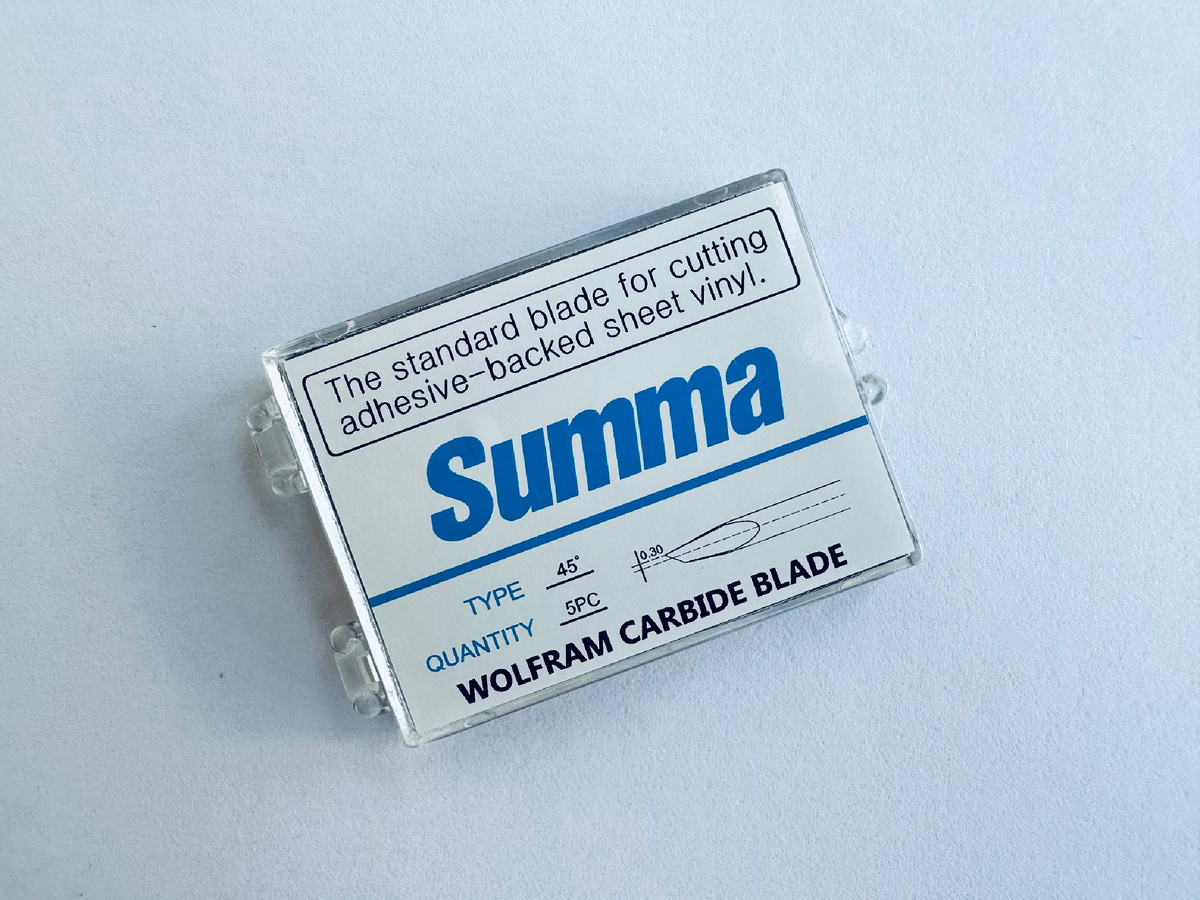 The standard blade for cutting
adhesive-backed sheet vinyl.
Summa
TYPE 45°
0.30
QUANTITY 5PC
WOLFRAM CARBIDE BLADE